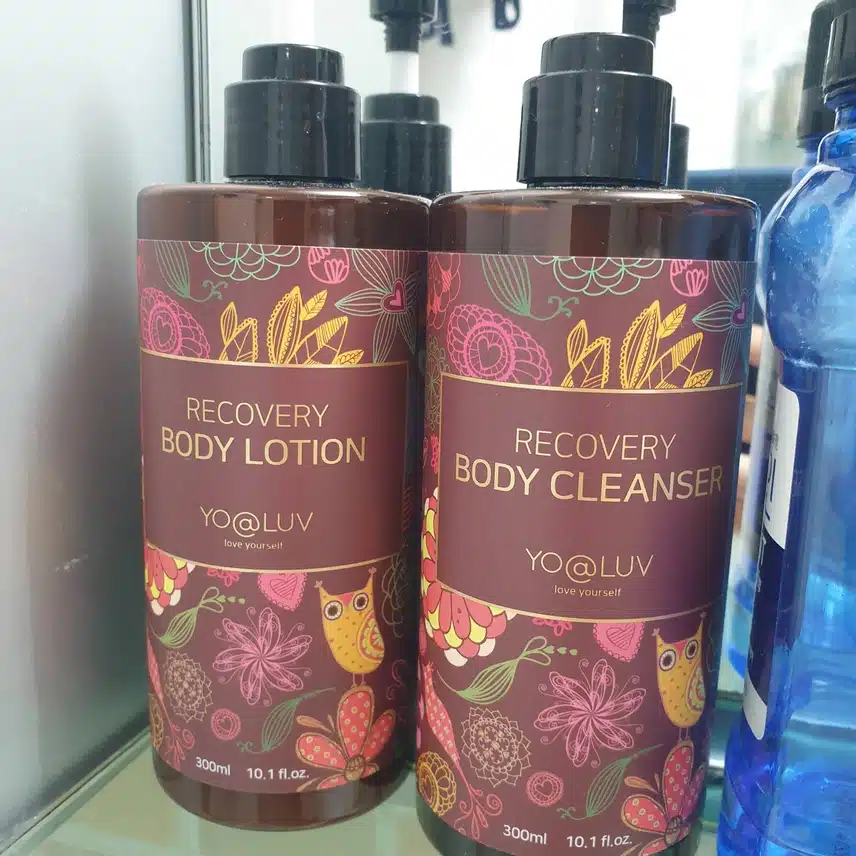 RECOVERY
BODY LOTION
YO@LUV
love yourself
300ml 10.1 fl.oz.
RECOVERY
BODY CLEANSER
YO@LUV
love yourself
300ml 10.1 fl.oz.